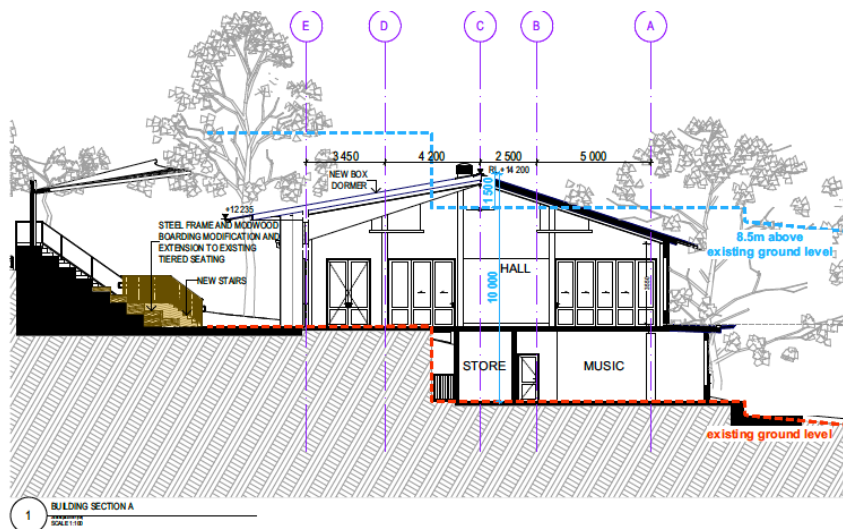 E
D
C
B
A
3 450
4 200
2 500
5 000
NEW BOX
DORMER
RL +14 200
1 500
+12 235
STEEL FRAME AND MODWOOD
BOARDING MODIFICATION AND
EXTENSION TO EXISTING
TIERED SEATING
NEW STAIRS
8.5m above
existing ground level
HALL
10 000
STORE
MUSIC
existing ground level
1
BUILDING SECTION A
SCALE 1:100